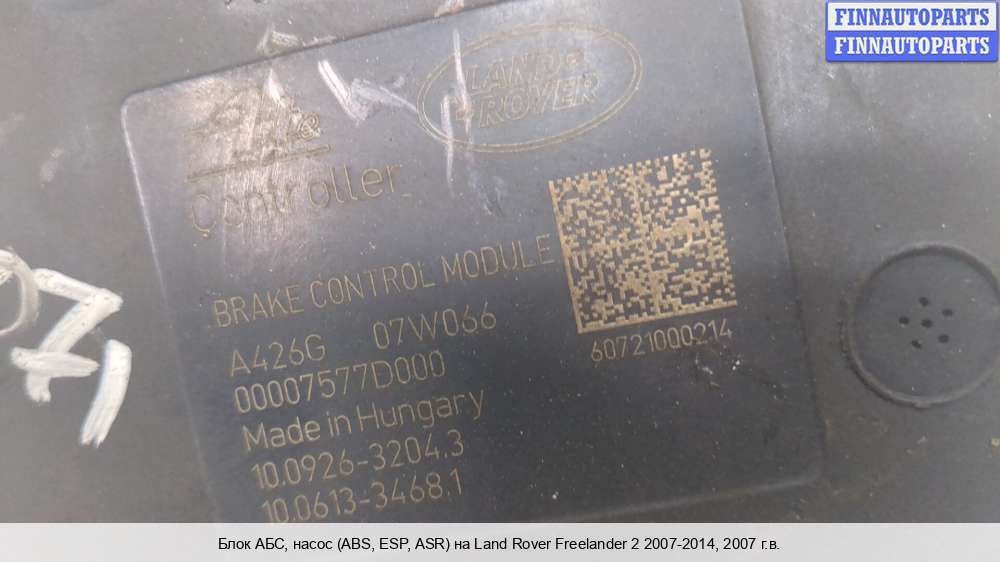 FINNAUTOPARTS
FINNAUTOPARTS
LAND
ROVER
Controller
BRAKE CONTROL MODULE
A426G 07W066
00007577D000
60721000214
Made in Hungary
10.0926-3204.3
10.0613-3468.1
Блок АБС, насос (ABS, ESP, ASR) на Land Rover Freelander 2 2007-2014, 2007 г.в.